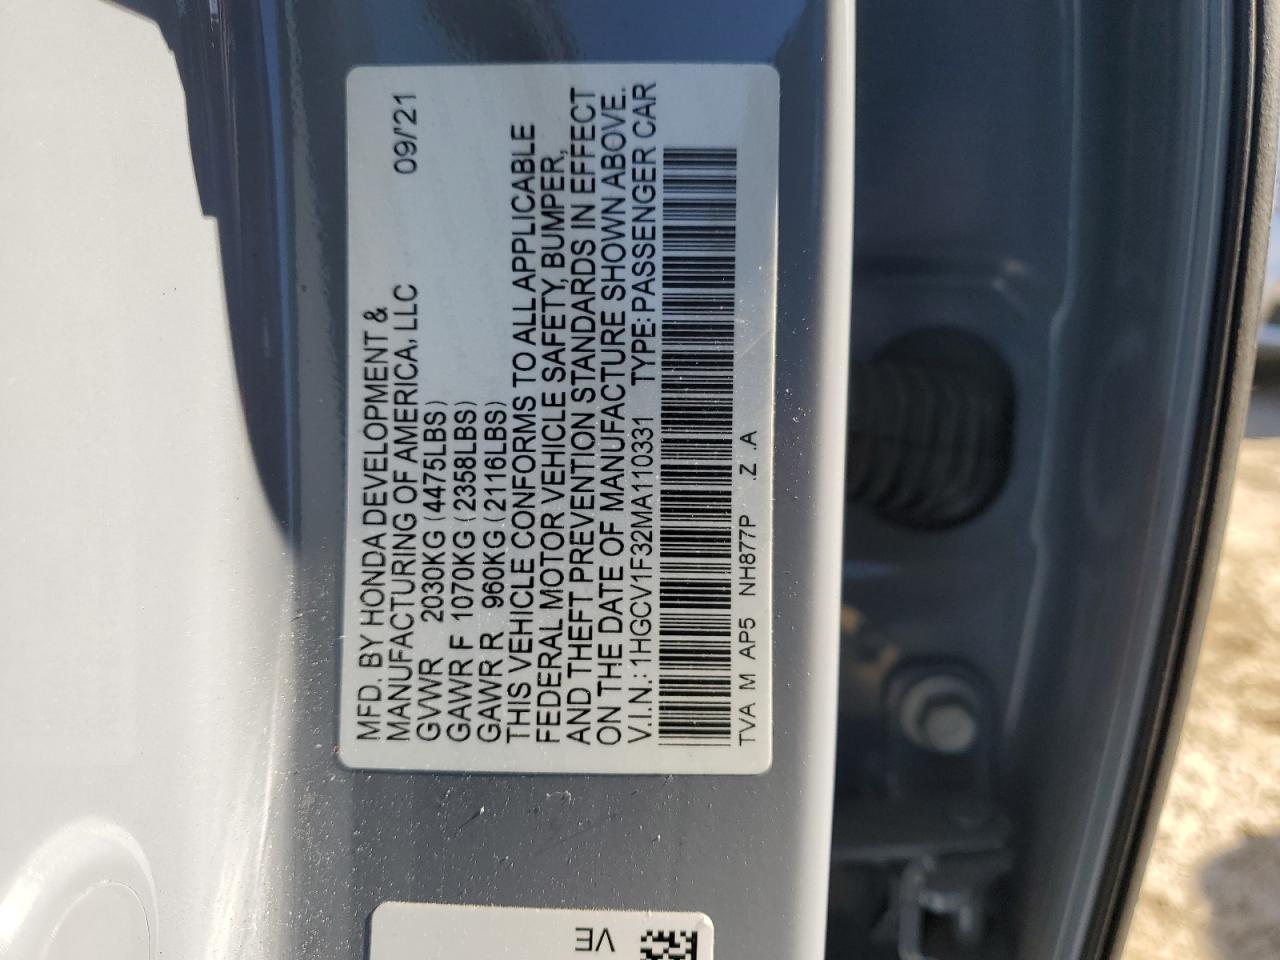 MFD. BY HONDA DEVELOPMENT & 09/'21
MANUFACTURING OF AMERICA, LLC
GVWR 2030KG (4475LBS)
GAWR F 1070KG (2358LBS)
GAWR R 960KG (2116LBS)
THIS VEHICLE CONFORMS TO ALL APPLICABLE
FEDERAL MOTOR VEHICLE SAFETY, BUMPER,
AND THEFT PREVENTION STANDARDS IN EFFECT
ON THE DATE OF MANUFACTURE SHOWN ABOVE.
V.I.N.: 1HGCV1F32MA110331 TYPE: PASSENGER CAR
TVA M AP5 NH877P .Z .A
VE